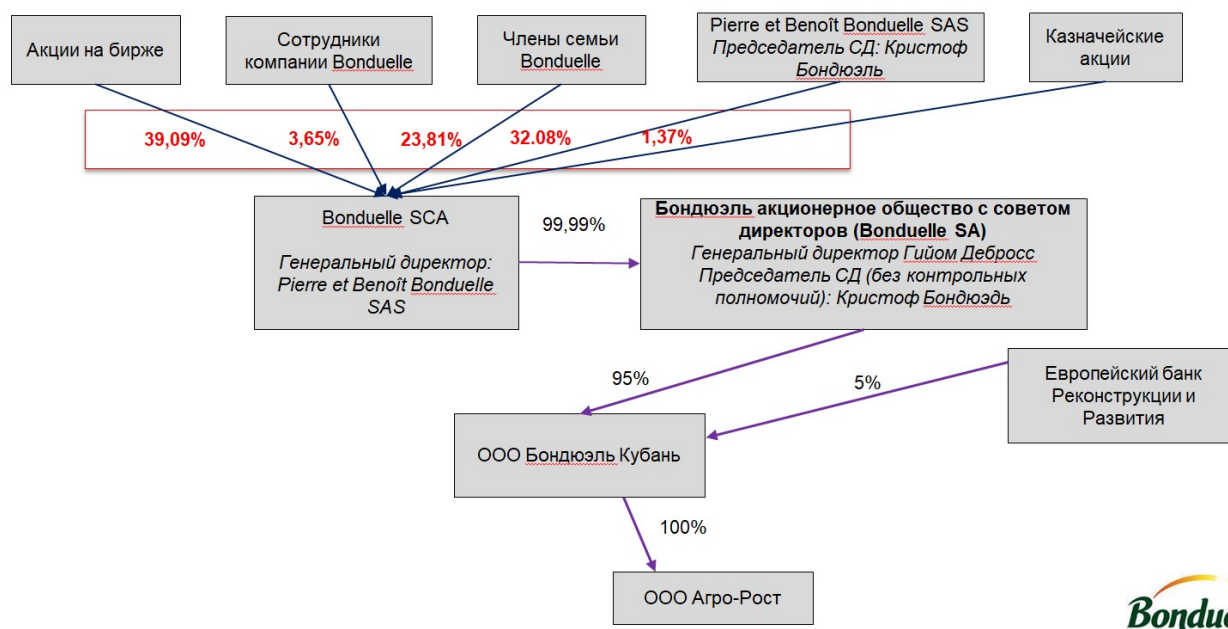 Акции на бирже
Сотрудники
компании Bonduelle
Члены семьи
Bonduelle
Pierre et Benoît Bonduelle SAS
Председатель СД: Кристоф
Бондюэль
Казначейские
акции
39,09%
3,65%
23,81%
32.08%
1,37%
Bonduelle SCA
Генеральный директор:
Pierre et Benoît Bonduelle
SAS
99,99%
Бондюэль акционерное общество с советом
директоров (Bonduelle SA)
Генеральный директор Гийом Дебросс
Председатель СД (без контрольных
полномочий): Кристоф Бондюэдь
95%
5%
Европейский банк
Реконструкции и
Развития
ООО Бондюэль Кубань
100%
ООО Агро-Рост